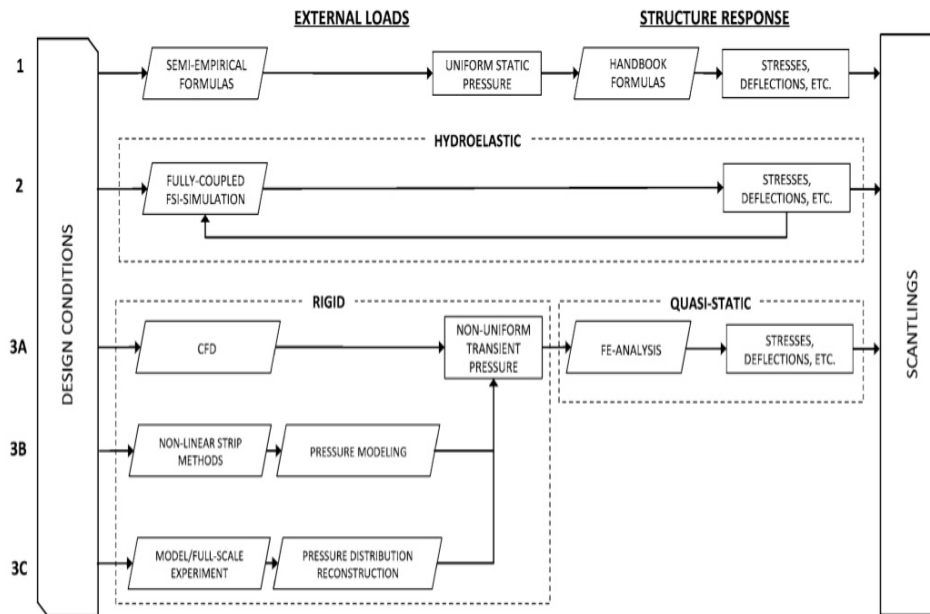 EXTERNAL LOADS
STRUCTURE RESPONSE
DESIGN CONDITIONS
1
SEMI-EMPIRICAL
FORMULAS
UNIFORM STATIC
PRESSURE
HANDBOOK
FORMULAS
STRESSES,
DEFLECTIONS, ETC.
HYDROELASTIC
2
FULLY-COUPLED
FSI-SIMULATION
STRESSES,
DEFLECTIONS, ETC.
RIGID
QUASI-STATIC
3A
CFD
NON-UNIFORM
TRANSIENT
PRESSURE
FE-ANALYSIS
STRESSES,
DEFLECTIONS, ETC.
3B
NON-LINEAR STRIP
METHODS
PRESSURE MODELING
3C
MODEL/FULL-SCALE
EXPERIMENT
PRESSURE DISTRIBUTION
RECONSTRUCTION
SCANTLINGS